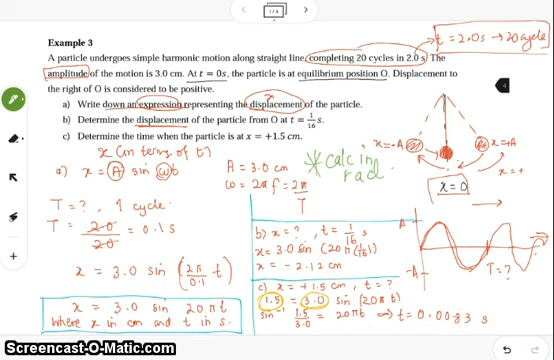 1/4
t = 2.0s → 20 cycle
Example 3
A particle undergoes simple harmonic motion along straight line, completing 20 cycles in 2.0 s. The
amplitude of the motion is 3.0 cm. At t = 0s, the particle is at equilibrium position O. Displacement to
the right of O is considered to be positive.
x
a) Write down an expression representing the displacement of the particle.
b) Determine the displacement of the particle from O at t = 1/16 s.
c) Determine the time when the particle is at x = +1.5 cm.
4
x=-A
x=+A
x = +
x = 0
x (in terms of t)
a) x = A sin ωt
A = 3.0 cm
ω = 2πf = 2π/T
* calc in
rad
T = ?, 1 cycle
T = 2.0/20 = 0.1 s
x = 3.0 sin (2π/0.1 t)
x = 3.0 sin 20πt
where x in cm and t in s.
b) x = ?, t = 1/16 s
x = 3.0 sin (20π(1/16))
x = -2.12 cm
c) x = +1.5 cm, t = ?
1.5 = 3.0 sin (20πt)
sin⁻¹ 1.5/3.0 = 20πt ⇒ t = 0.0083 s
A
-A
T = ?
Screencast-O-Matic.com